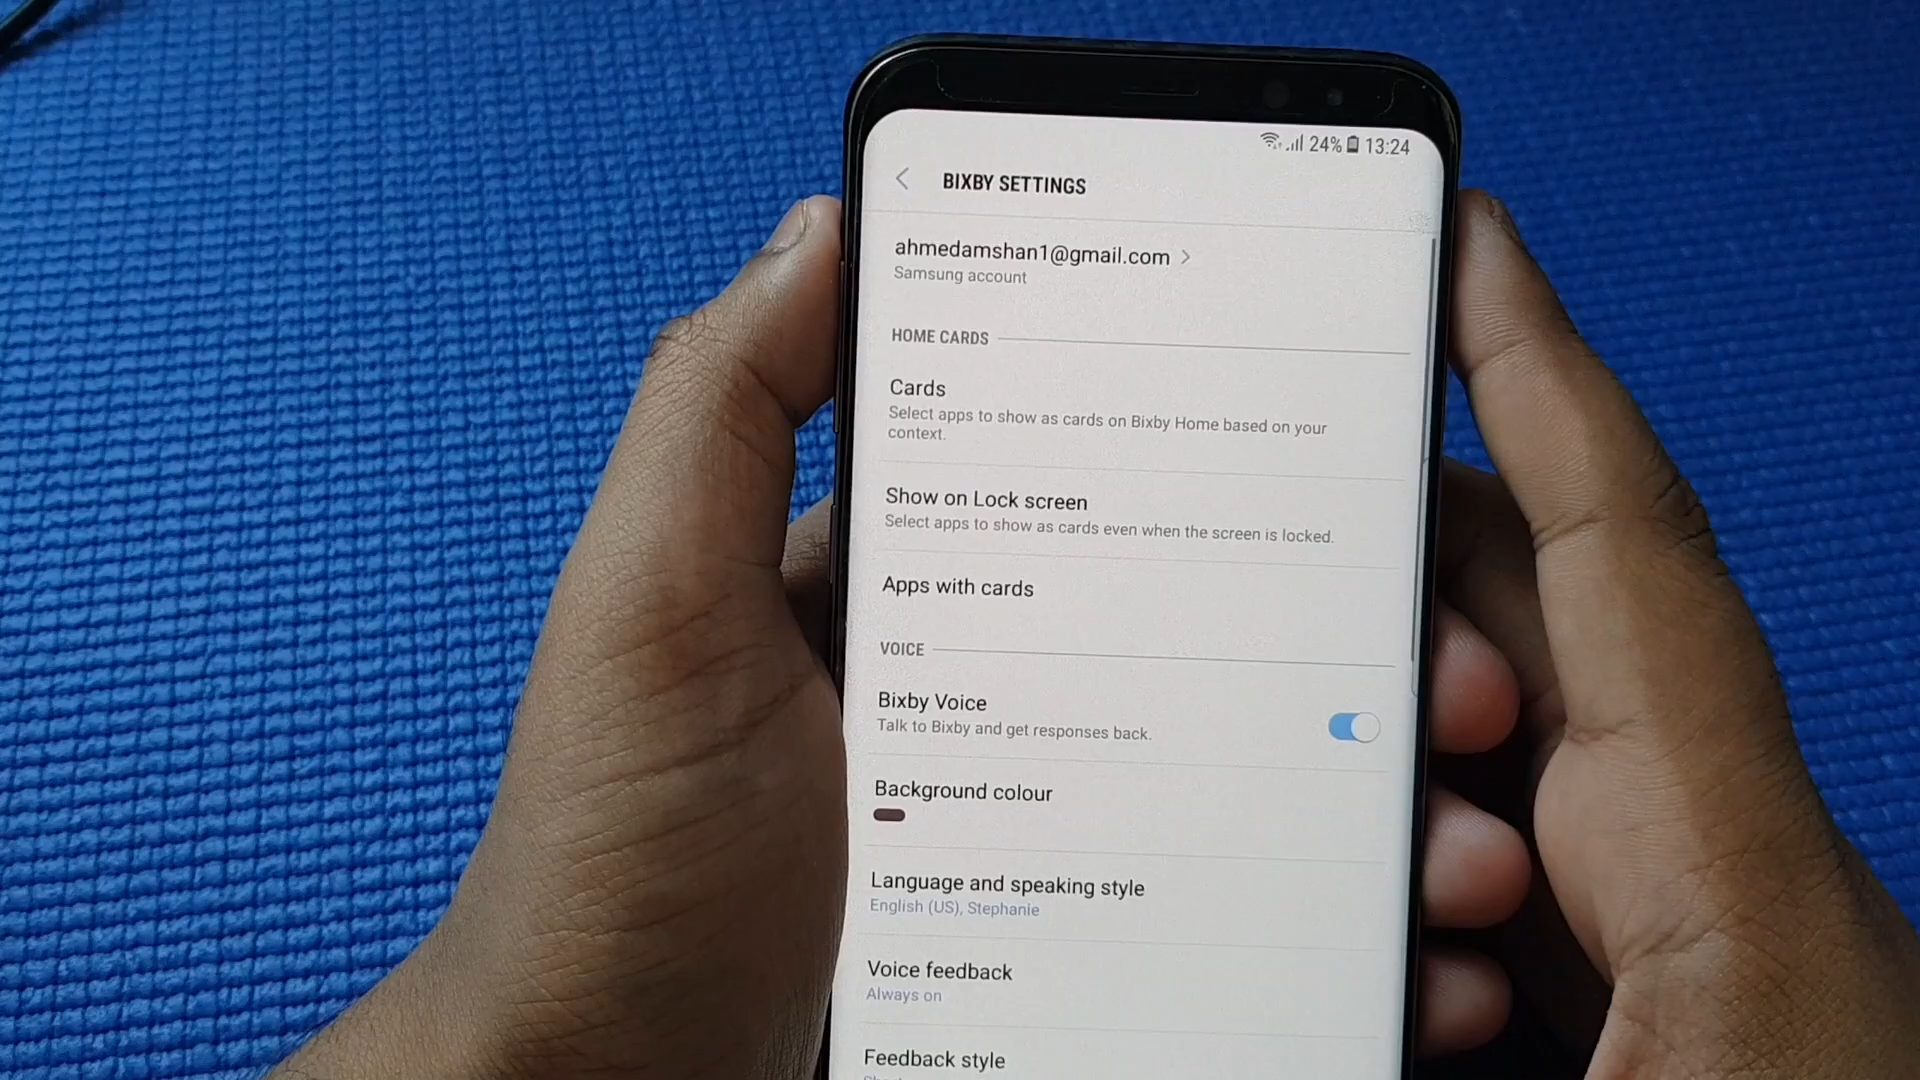 24% 13:24
BIXBY SETTINGS
ahmedamshan1@gmail.com
Samsung account
HOME CARDS
Cards
Select apps to show as cards on Bixby Home based on your
context.
Show on Lock screen
Select apps to show as cards even when the screen is locked.
Apps with cards
VOICE
Bixby Voice
Talk to Bixby and get responses back.
Background colour
Language and speaking style
English (US), Stephanie
Voice feedback
Always on
Feedback style